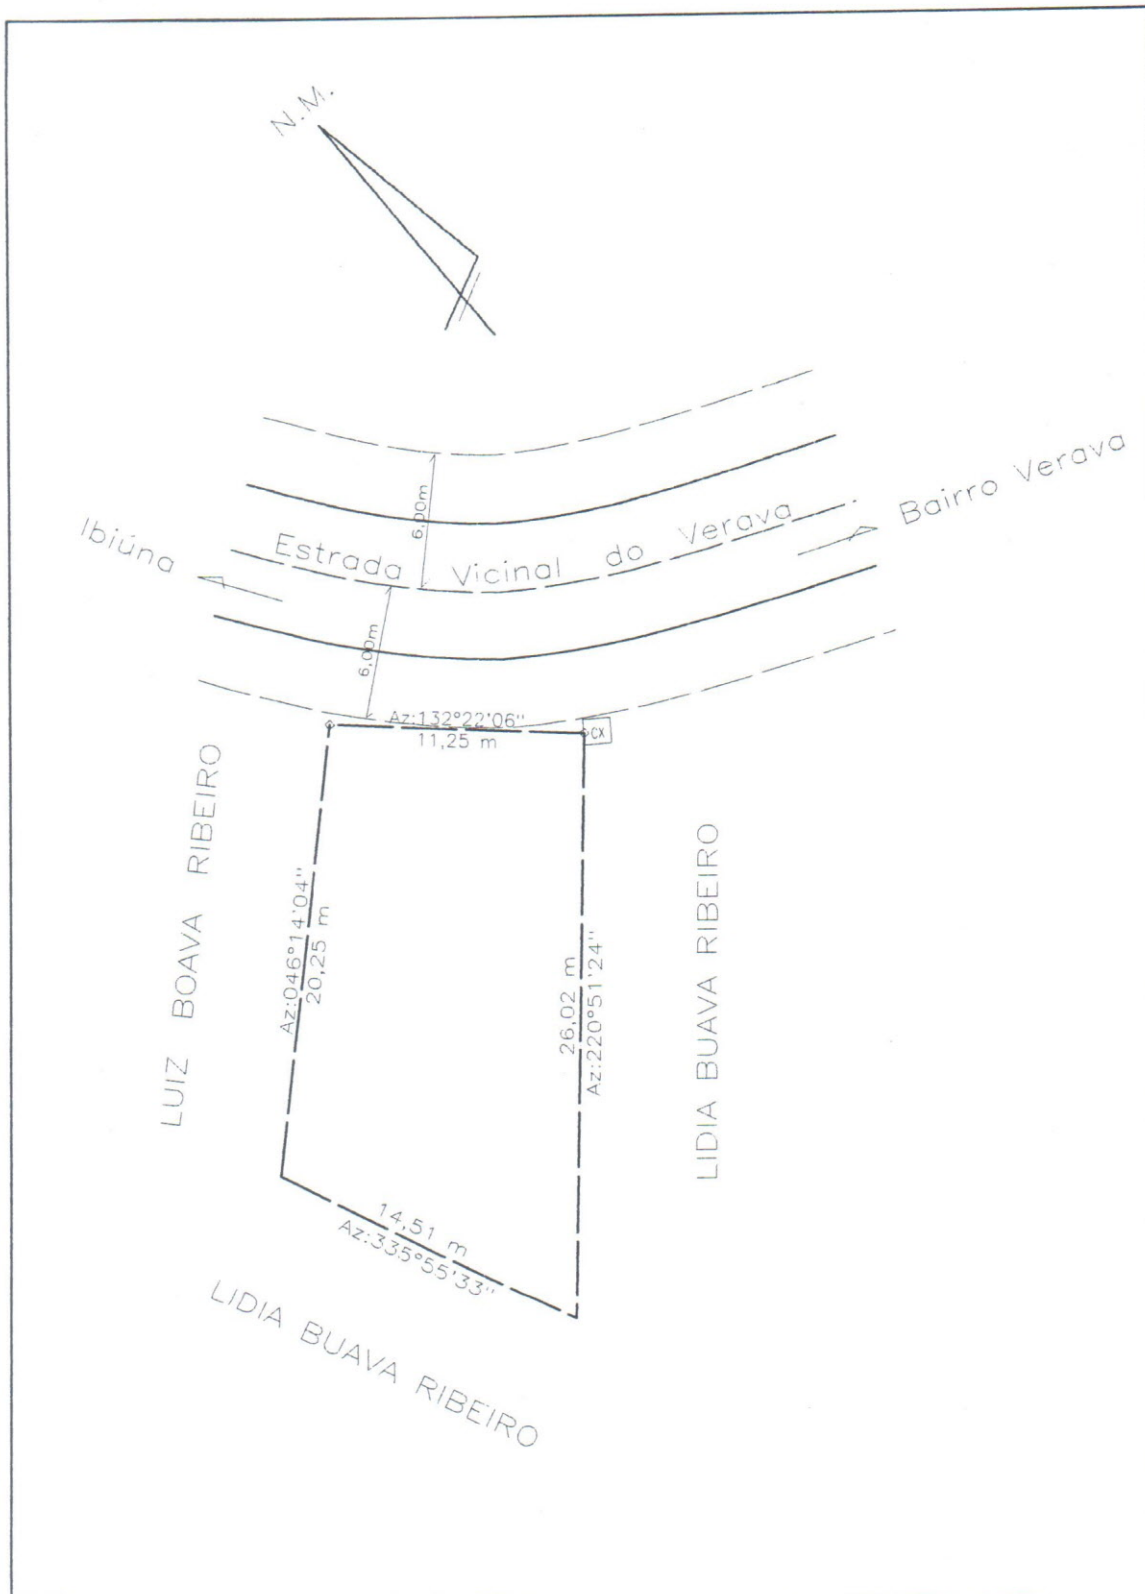 N.M.
Ibiúna
Estrada Vicinal do Verava
Bairro Verava
6,00m
6,00m
Az:132°22'06"
11,25 m
CX
LUIZ BOAVA RIBEIRO
Az:046°14'04"
20,25 m
26,02 m
Az:220°51'24"
LIDIA BUAVA RIBEIRO
14,51 m
Az:335°55'33"
LIDIA BUAVA RIBEIRO